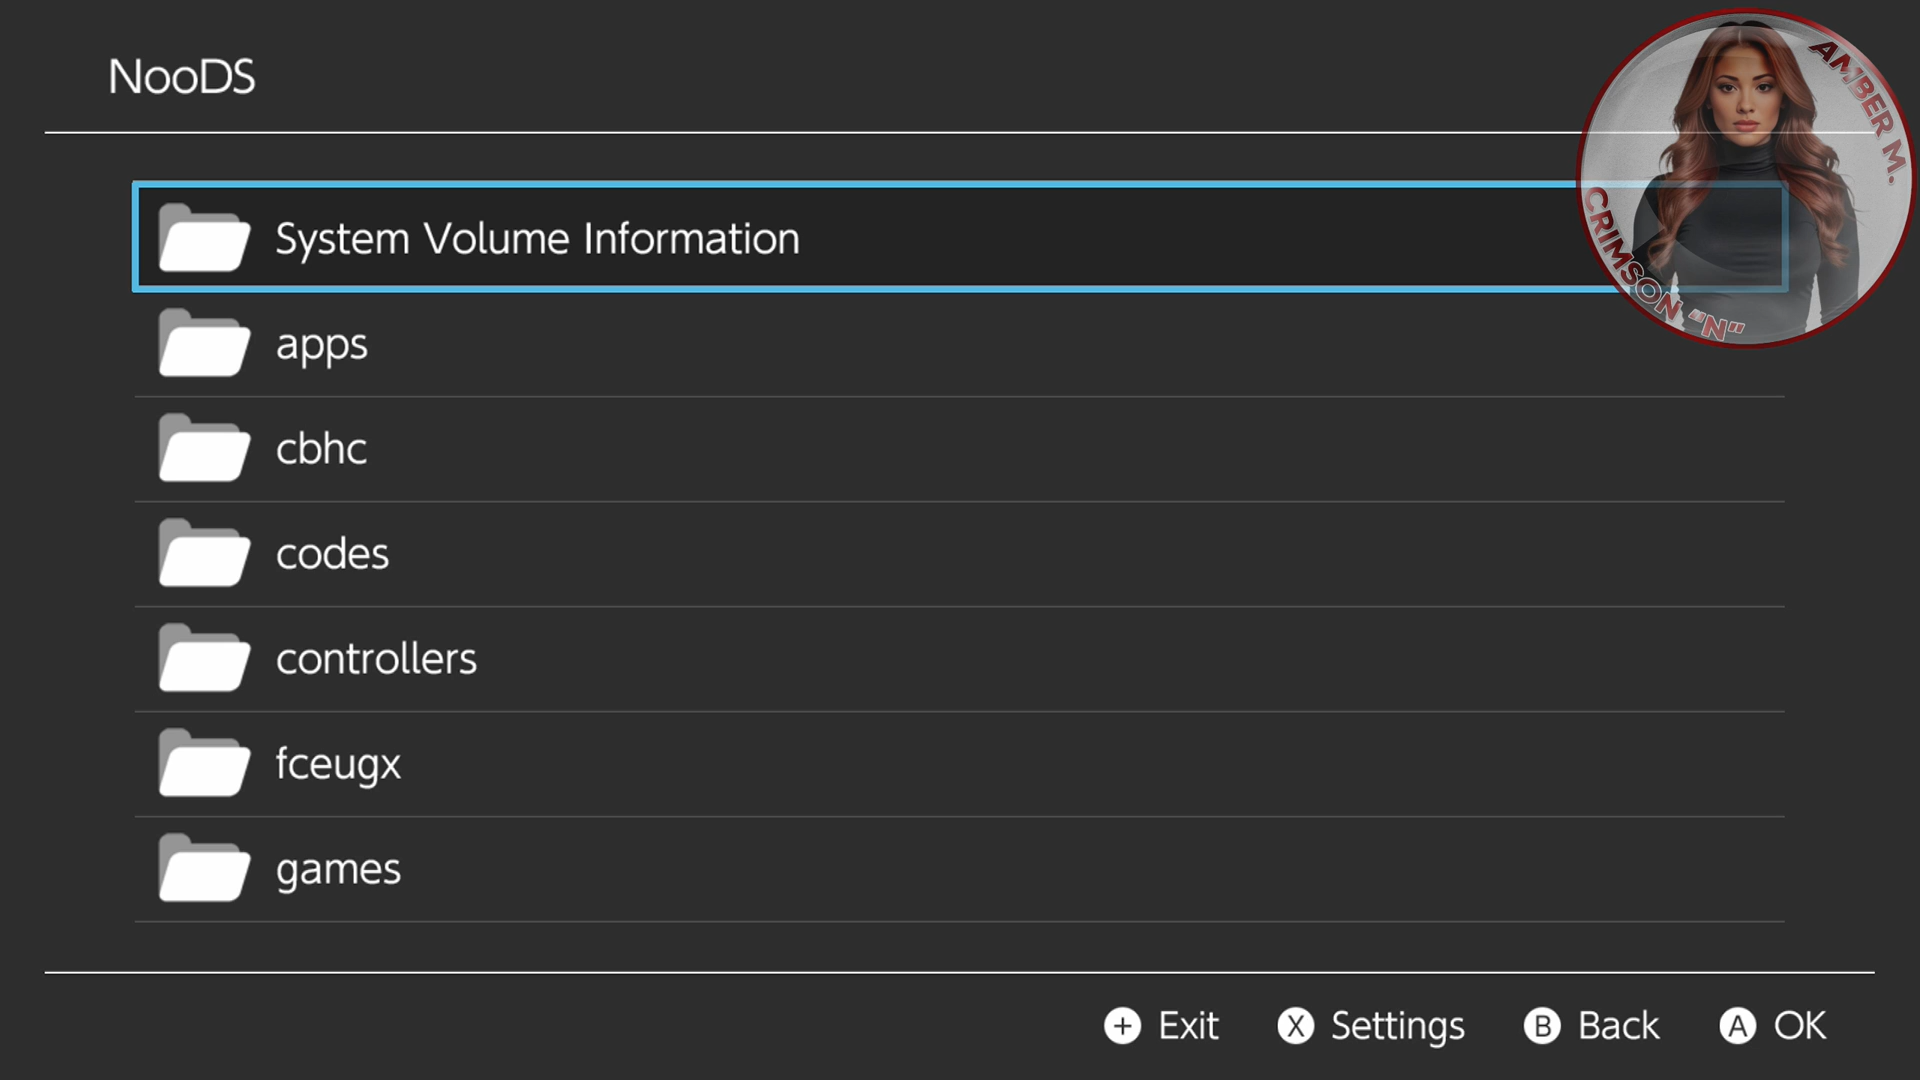 NooDS
AMBER M.
CRIMSON "N"
System Volume Information
apps
cbhc
codes
controllers
fceugx
games
+ Exit
X Settings
B Back
A OK